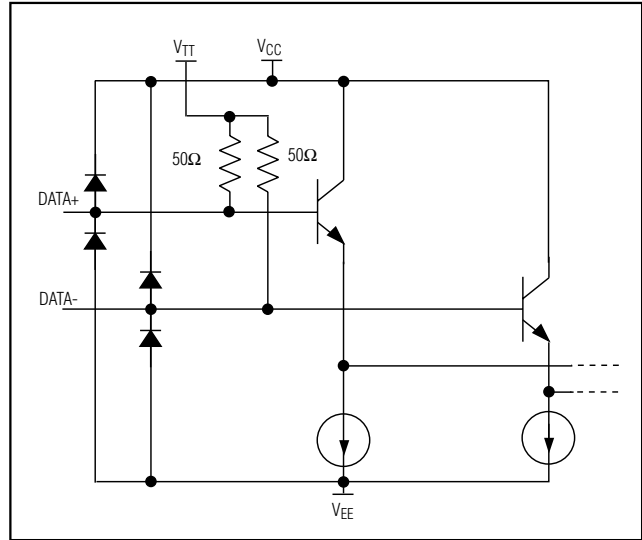 VTT
VCC
50Ω
50Ω
DATA+
DATA-
VEE